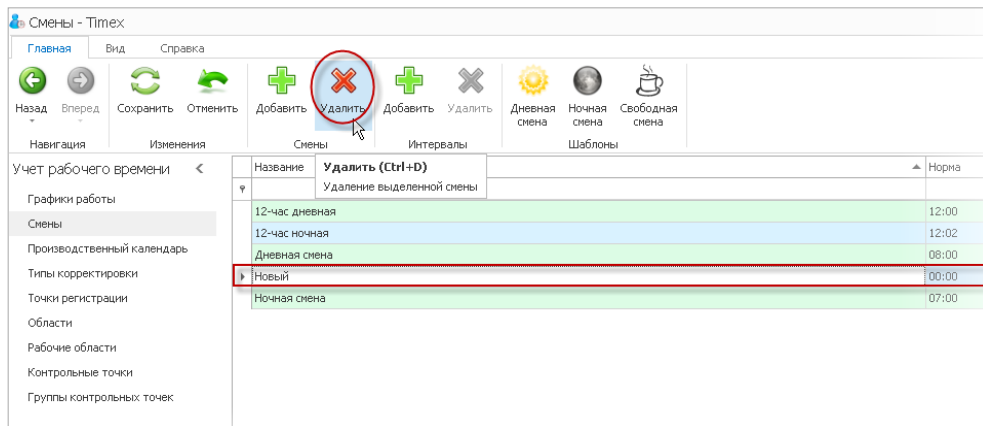 Смены - Timex
Главная Вид Справка
Назад Вперед Сохранить Отменить Добавить Удалить Добавить Удалить Дневная смена Ночная смена Свободная смена
Навигация Изменения Смены Интервалы Шаблоны
Учет рабочего времени <
Графики работы
Смены
Производственный календарь
Типы корректировки
Точки регистрации
Области
Рабочие области
Контрольные точки
Группы контрольных точек
Название Норма
Удалить (Ctrl+D)
Удаление выделенной смены
12-час дневная 12:00
12-час ночная 12:02
Дневная смена 08:00
Новый 00:00
Ночная смена 07:00